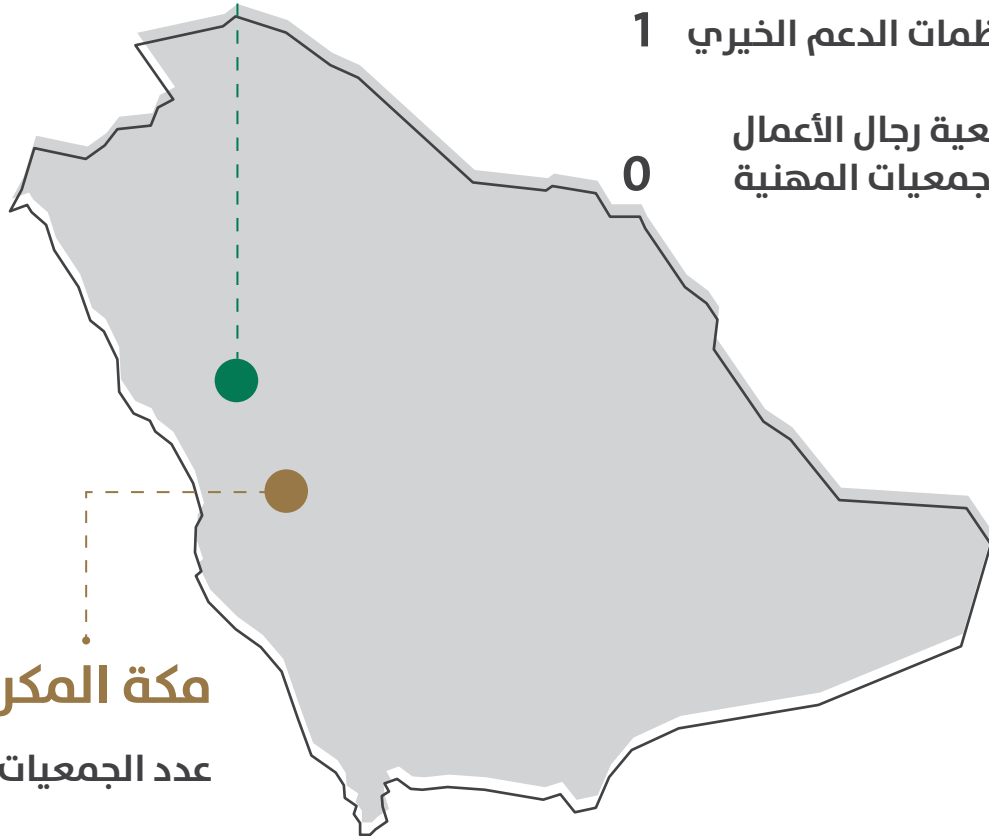 ظمات الدعم الخيري 1
عية رجال الأعمال
جمعيات المهنية 0
مكة المكر
عدد الجمعيات